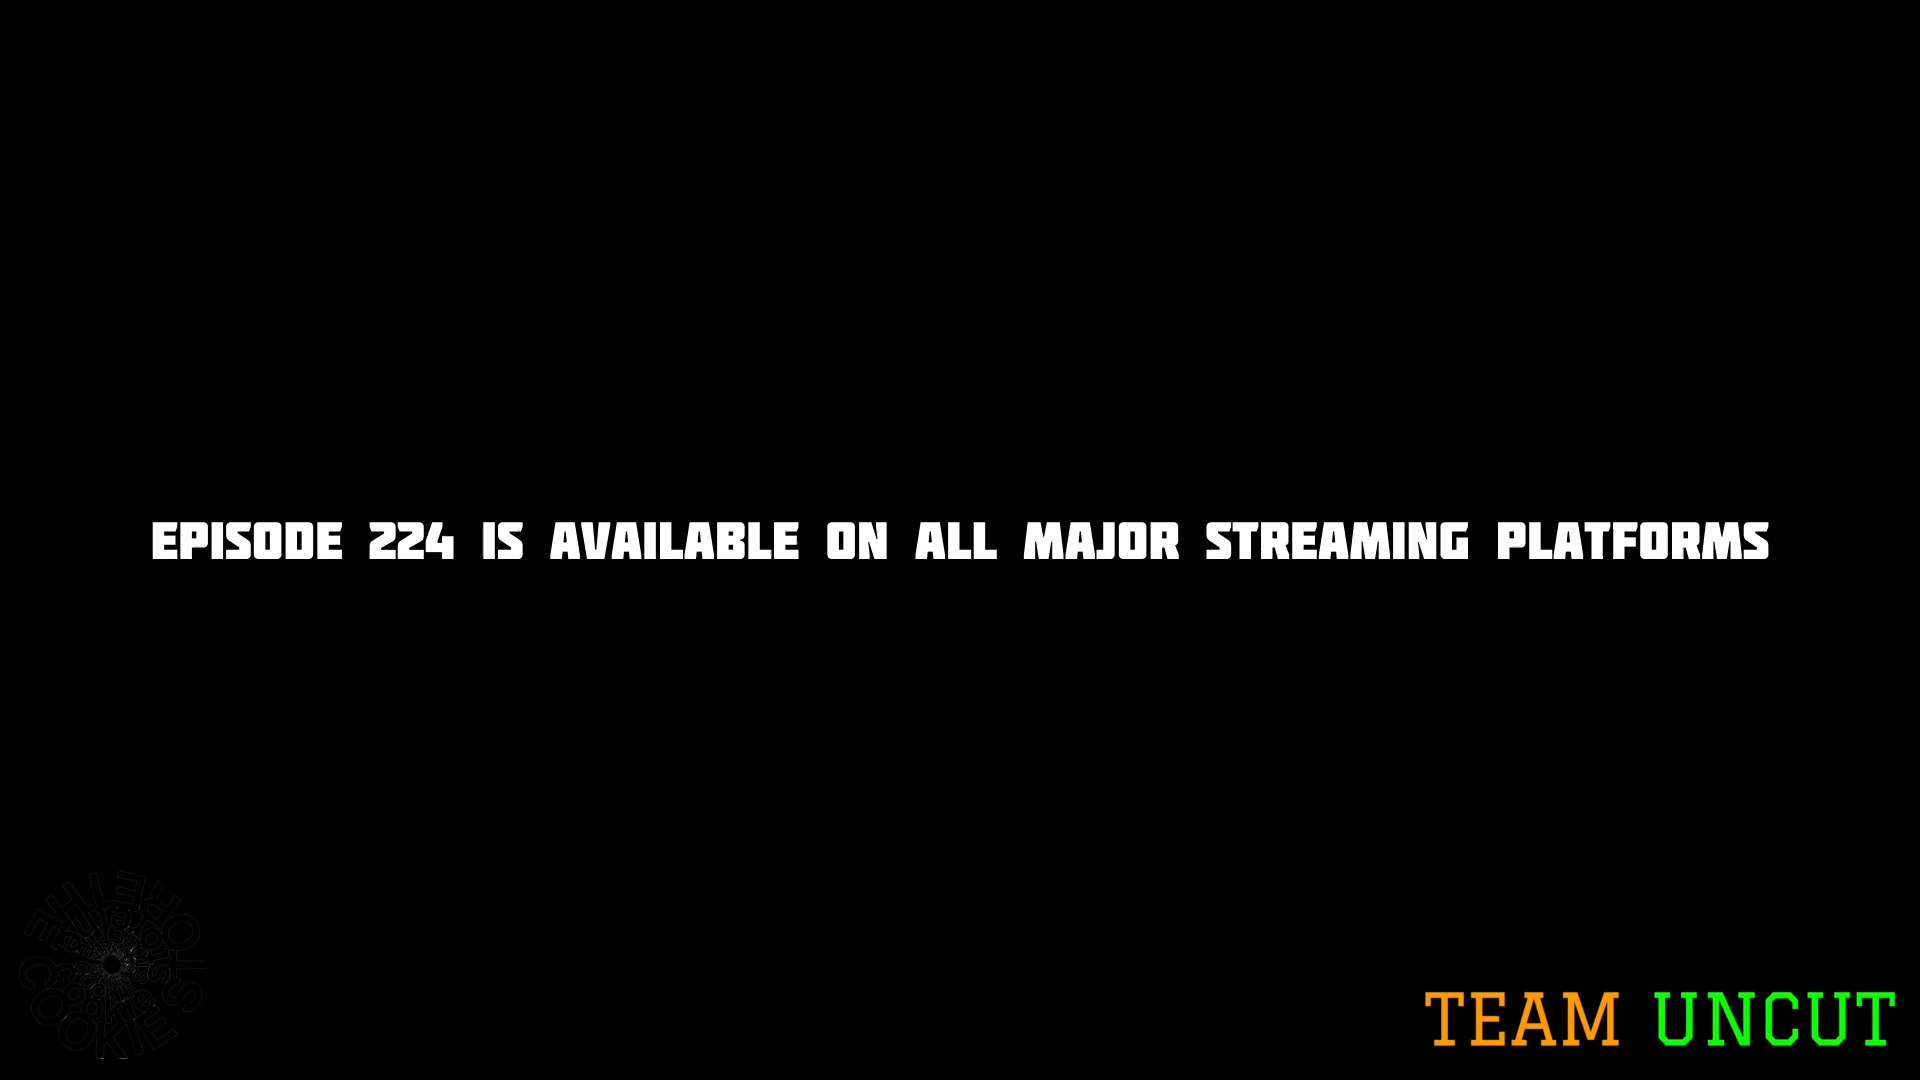 EPISODE 224 IS AVAILABLE ON ALL MAJOR STREAMING PLATFORMS
TEAM UNCUT